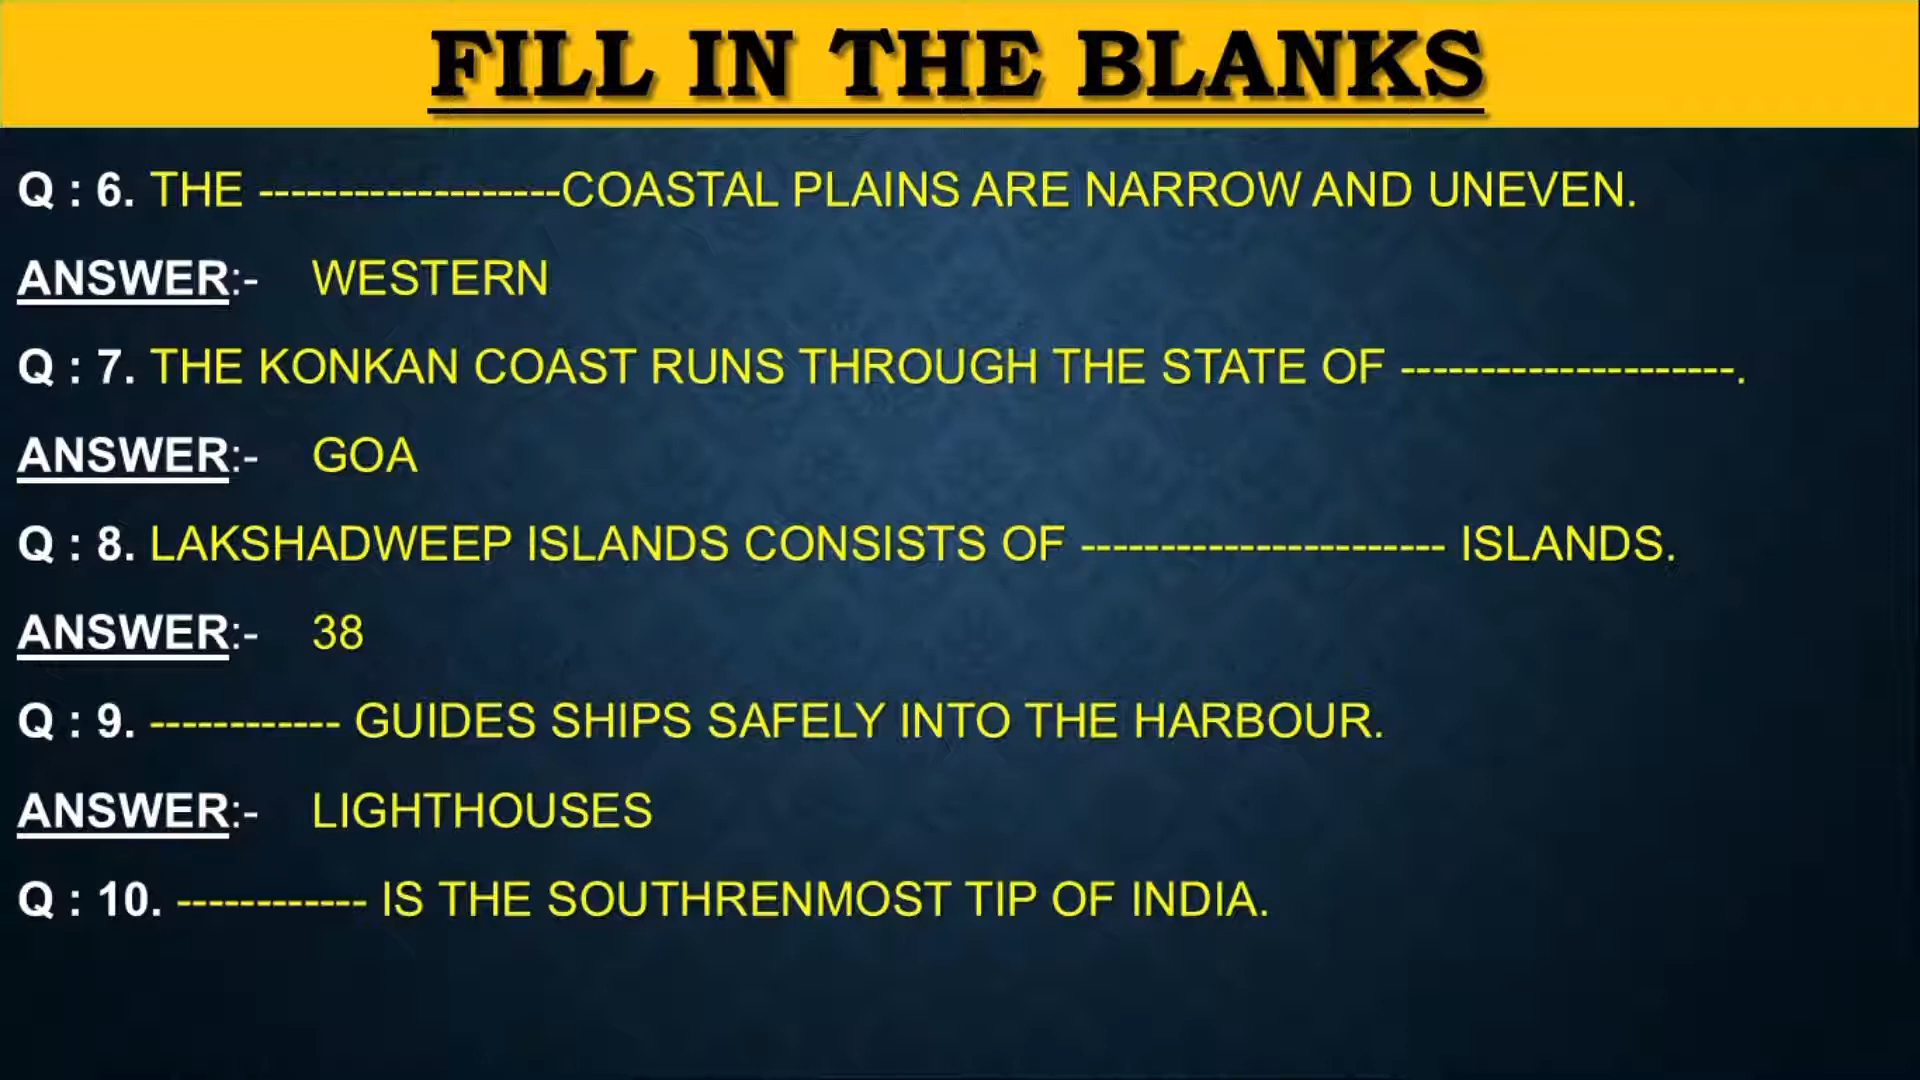 FILL IN THE BLANKS
Q : 6. THE -------------------COASTAL PLAINS ARE NARROW AND UNEVEN.
ANSWER:- WESTERN
Q : 7. THE KONKAN COAST RUNS THROUGH THE STATE OF ---------------------.
ANSWER:- GOA
Q : 8. LAKSHADWEEP ISLANDS CONSISTS OF ----------------------- ISLANDS.
ANSWER:- 38
Q : 9. ------------ GUIDES SHIPS SAFELY INTO THE HARBOUR.
ANSWER:- LIGHTHOUSES
Q : 10. ------------ IS THE SOUTHRENMOST TIP OF INDIA.